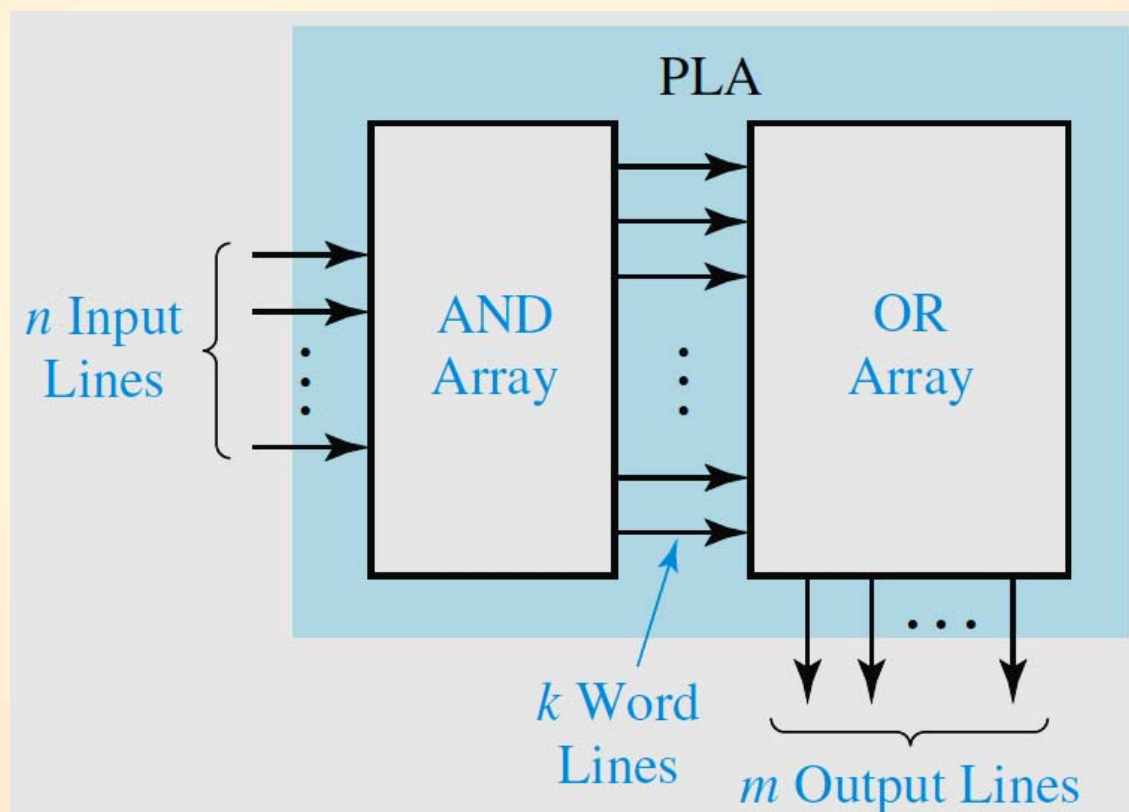 PLA
n Input
Lines
AND
Array
OR
Array
k Word
Lines
m Output Lines